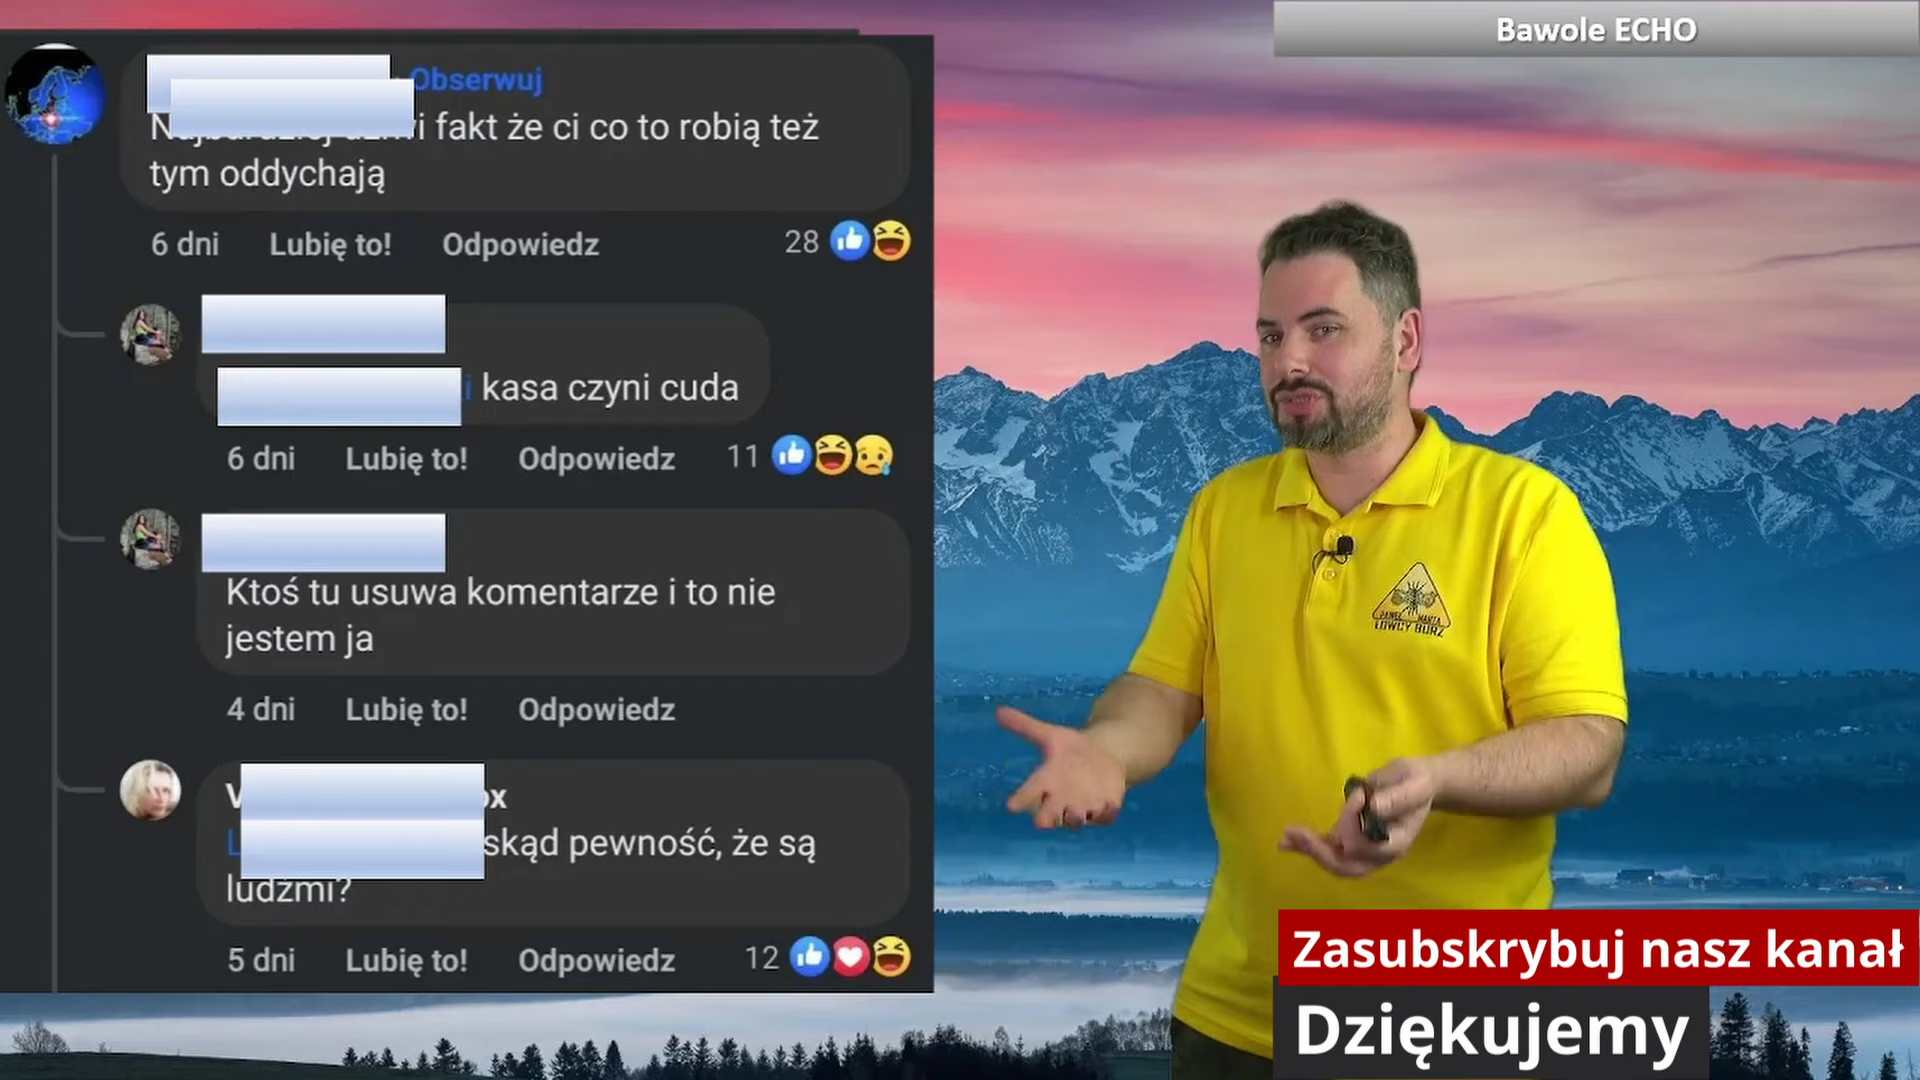 Bawole ECHO
Obserwuj
fakt że ci co to robią też
tym oddychają
6 dni Lubię to! Odpowiedz 28
kasa czyni cuda
6 dni Lubię to! Odpowiedz 11
Ktoś tu usuwa komentarze i to nie
jestem ja
4 dni Lubię to! Odpowiedz
skąd pewność, że są
ludźmi?
5 dni Lubię to! Odpowiedz 12
ŁOWCY BURZ
Zasubskrybuj nasz kanał
Dziękujemy